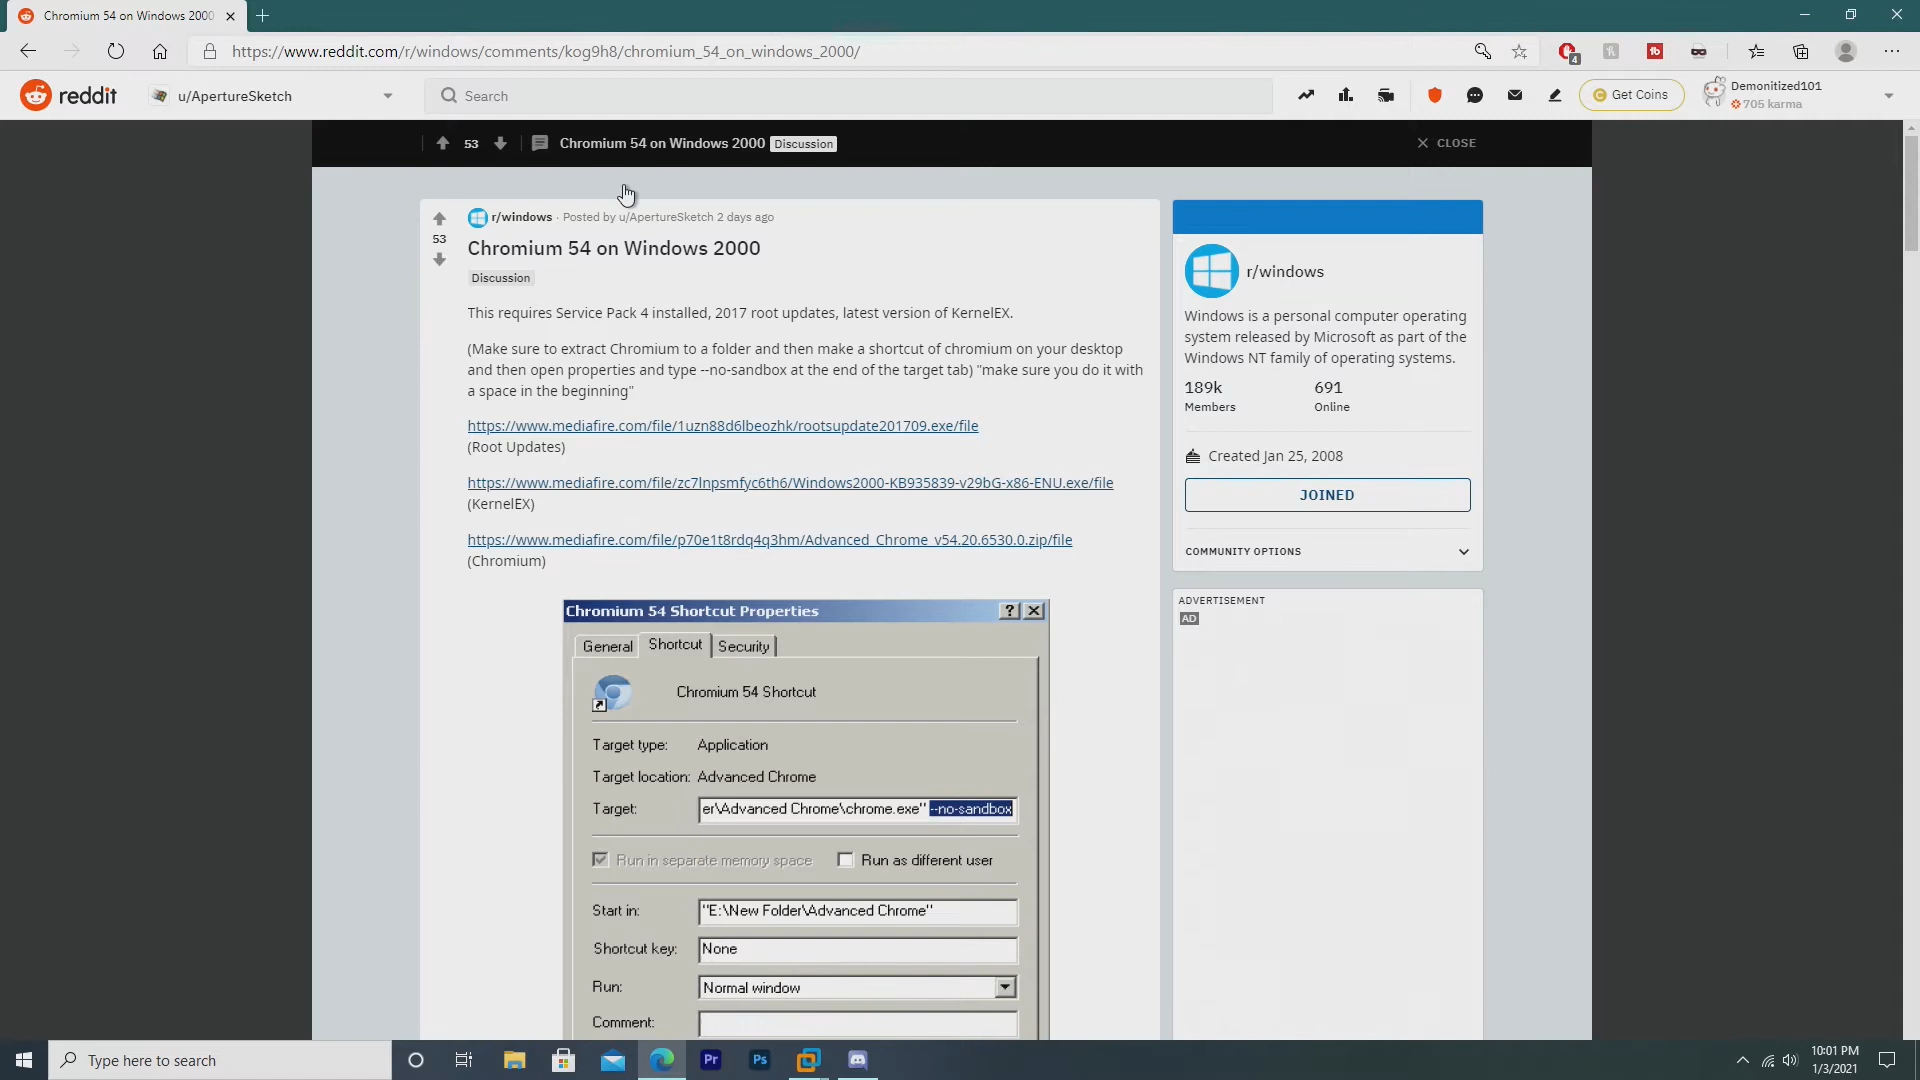 Chromium 54 on Windows 2000
https://www.reddit.com/r/windows/comments/kog9h8/chromium_54_on_windows_2000/
4
reddit
u/ApertureSketch
Search
Get Coins
Demonitized101
705 karma
53
Chromium 54 on Windows 2000
Discussion
CLOSE
r/windows · Posted by u/ApertureSketch 2 days ago
53
Chromium 54 on Windows 2000
Discussion
This requires Service Pack 4 installed, 2017 root updates, latest version of KernelEX.
(Make sure to extract Chromium to a folder and then make a shortcut of chromium on your desktop
and then open properties and type --no-sandbox at the end of the target tab) "make sure you do it with
a space in the beginning"
https://www.mediafire.com/file/1uzn88d6lbeozhk/rootsupdate201709.exe/file
(Root Updates)
https://www.mediafire.com/file/zc7lnpsmfyc6th6/Windows2000-KB935839-v29bG-x86-ENU.exe/file
(KernelEX)
https://www.mediafire.com/file/p70e1t8rdq4q3hm/Advanced_Chrome_v54.20.6530.0.zip/file
(Chromium)
Chromium 54 Shortcut Properties
General
Shortcut
Security
Chromium 54 Shortcut
Target type: Application
Target location: Advanced Chrome
Target: er\Advanced Chrome\chrome.exe" --no-sandbox
Run in separate memory space
Run as different user
Start in: "E:\New Folder\Advanced Chrome"
Shortcut key: None
Run: Normal window
Comment:
r/windows
Windows is a personal computer operating
system released by Microsoft as part of the
Windows NT family of operating systems.
189k
Members
691
Online
Created Jan 25, 2008
JOINED
COMMUNITY OPTIONS
ADVERTISEMENT
AD
Type here to search
Pr
Ps
10:01 PM
1/3/2021